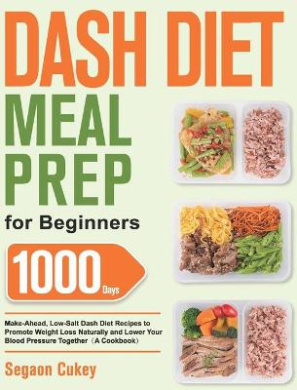 DASH DIET
MEAL
PREP
for Beginners
1000 Days
Make-Ahead, Low-Salt Dash Diet Recipes to
Promote Weight Loss Naturally and Lower Your
Blood Pressure Together (A Cookbook)
Segaon Cukey